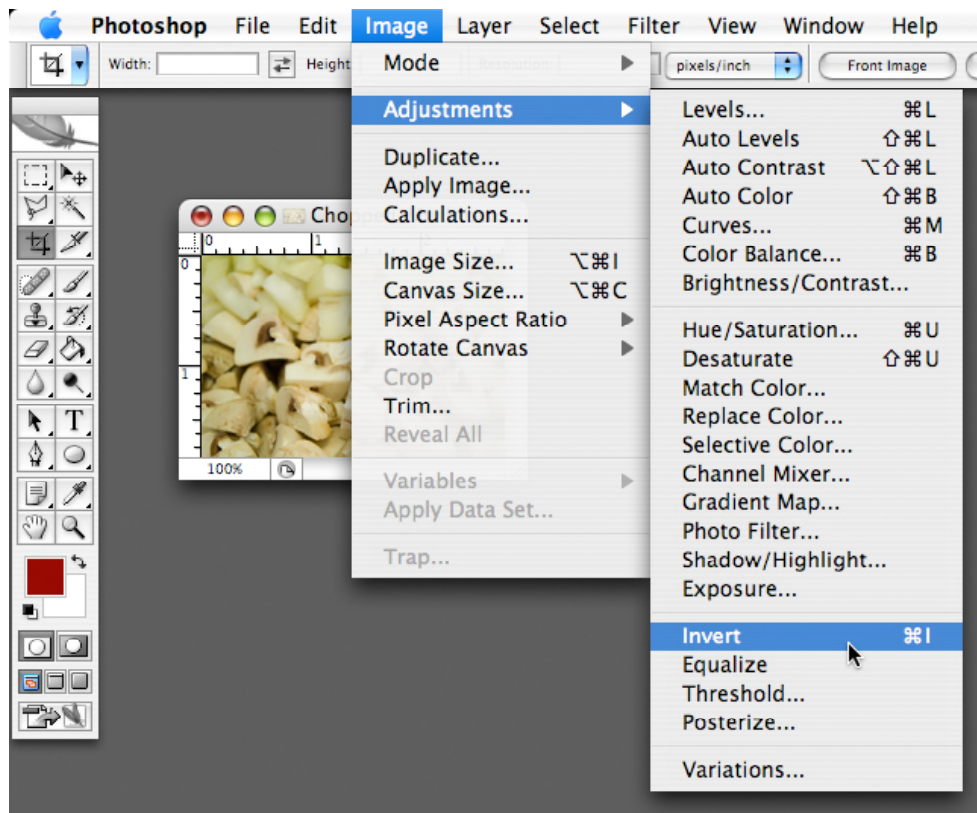 Photoshop File Edit Image Layer Select Filter View Window Help
Width: Height pixels/inch Front Image
Mode
Adjustments
Duplicate...
Apply Image...
Calculations...
Image Size... ⌥⌘I
Canvas Size... ⌥⌘C
Pixel Aspect Ratio
Rotate Canvas
Crop
Trim...
Reveal All
Variables
Apply Data Set...
Trap...
Levels... ⌘L
Auto Levels ⇧⌘L
Auto Contrast ⌥⇧⌘L
Auto Color ⇧⌘B
Curves... ⌘M
Color Balance... ⌘B
Brightness/Contrast...
Hue/Saturation... ⌘U
Desaturate ⇧⌘U
Match Color...
Replace Color...
Selective Color...
Channel Mixer...
Gradient Map...
Photo Filter...
Shadow/Highlight...
Exposure...
Invert ⌘I
Equalize
Threshold...
Posterize...
Variations...
0 1
0
1
100%
T